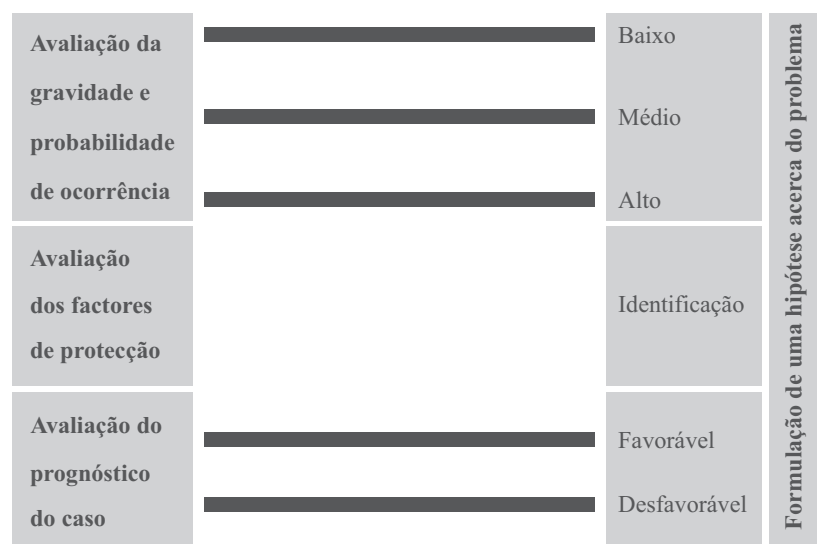 Avaliação da
gravidade e
probabilidade
de ocorrência
Baixo
Médio
Alto
Avaliação
dos factores
de protecção
Identificação
Avaliação do
prognóstico
do caso
Favorável
Desfavorável
Formulação de uma hipótese acerca do problema